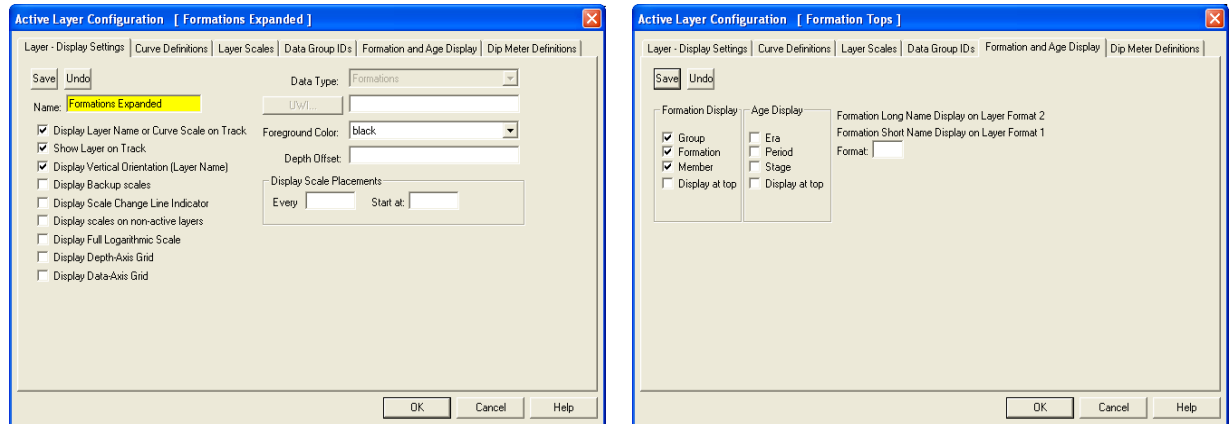 Active Layer Configuration [ Formations Expanded ]
Layer - Display Settings Curve Definitions Layer Scales Data Group IDs Formation and Age Display Dip Meter Definitions
Save Undo
Data Type: Formations
Name: Formations Expanded
UWI...
Display Layer Name or Curve Scale on Track
Foreground Color: black
Show Layer on Track
Depth Offset:
Display Vertical Orientation (Layer Name)
Display Backup scales
Display Scale Placements
Display Scale Change Line Indicator
Every Start at:
Display scales on non-active layers
Display Full Logarithmic Scale
Display Depth-Axis Grid
Display Data-Axis Grid
OK Cancel Help
Active Layer Configuration [ Formation Tops ]
Layer - Display Settings Curve Definitions Layer Scales Data Group IDs Formation and Age Display Dip Meter Definitions
Save Undo
Formation Display
Group
Formation
Member
Display at top
Age Display
Era
Period
Stage
Display at top
Formation Long Name Display on Layer Format 2
Formation Short Name Display on Layer Format 1
Format:
OK Cancel Help